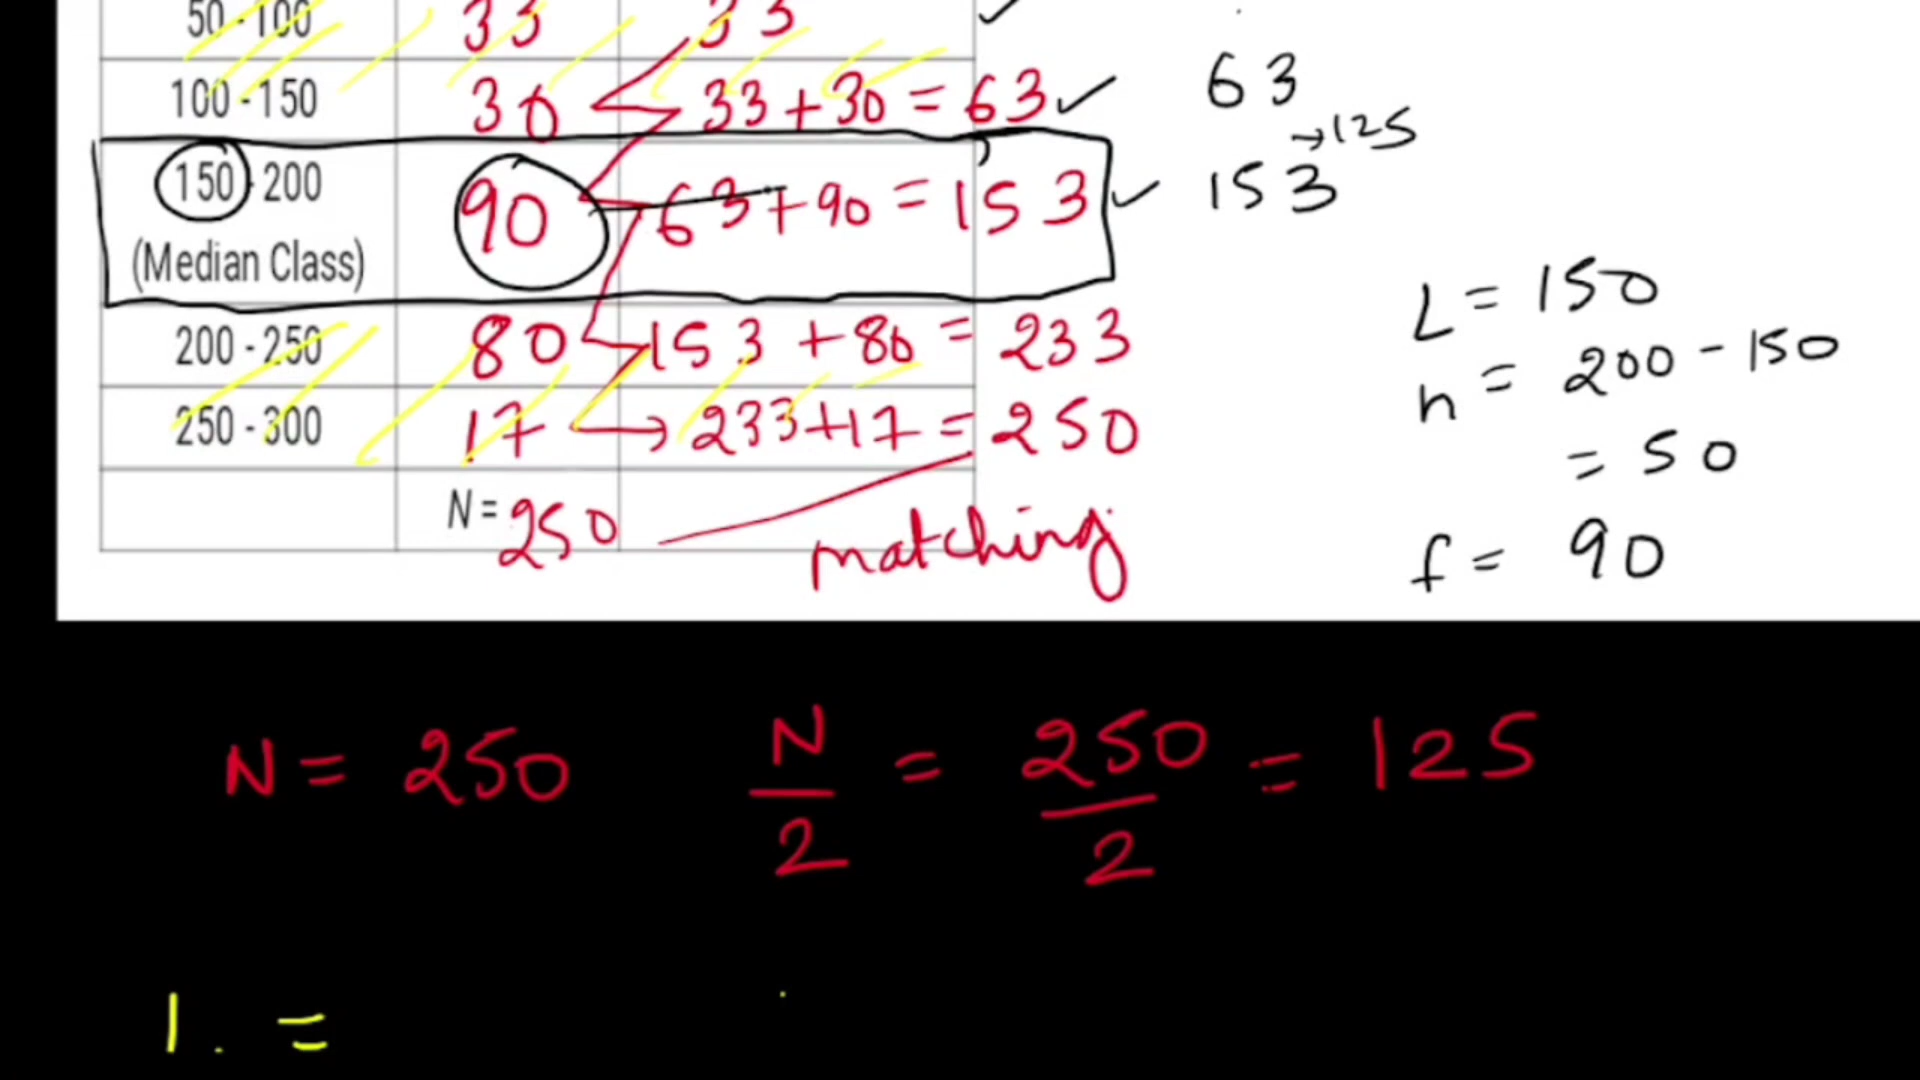 50-100 33 33
100-150 30 33+30=63 ✓ 63
→125
150-200 90 63+90=153 ✓ 153
(Median Class)
L = 150
200-250 80 153+80=233
h = 200-150
250-300 17 → 233+17=250
= 50
N = 250
matching
f = 90
N = 250 N/2 = 250/2 = 125
1. =